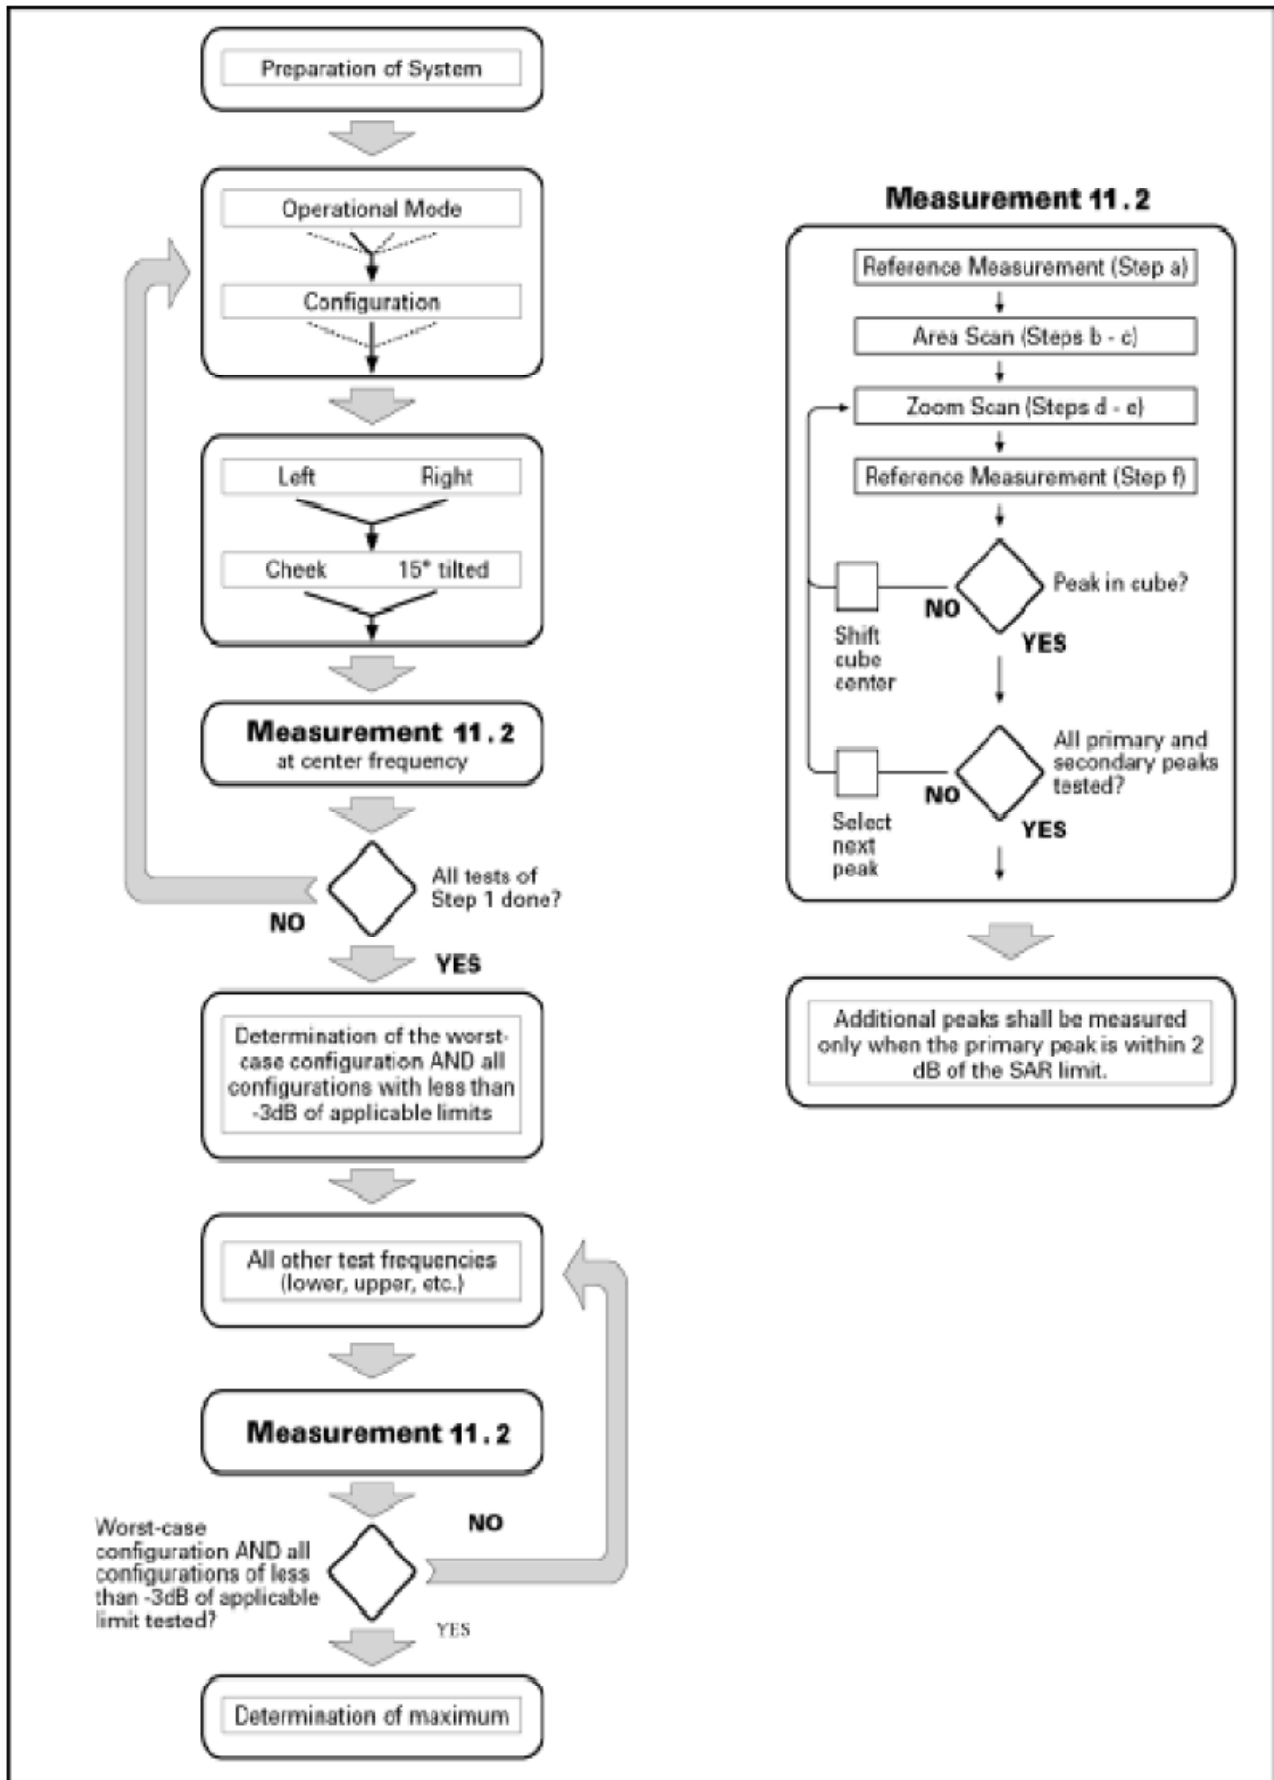 Preparation of System
Operational Mode
Configuration
Left Right
Cheek 15° tilted
Measurement 11.2
at center frequency
All tests of
Step 1 done?
NO
YES
Determination of the worst-
case configuration AND all
configurations with less than
-3dB of applicable limits
All other test frequencies
(lower, upper, etc.)
Measurement 11.2
NO
Worst-case
configuration AND all
configurations of less
than -3dB of applicable
limit tested?
YES
Determination of maximum
Measurement 11.2
Reference Measurement (Step a)
Area Scan (Steps b - c)
Zoom Scan (Steps d - e)
Reference Measurement (Step f)
Peak in cube?
NO
Shift
cube
center
YES
All primary and
secondary peaks
tested?
NO
Select
next
peak
YES
Additional peaks shall be measured
only when the primary peak is within 2
dB of the SAR limit.